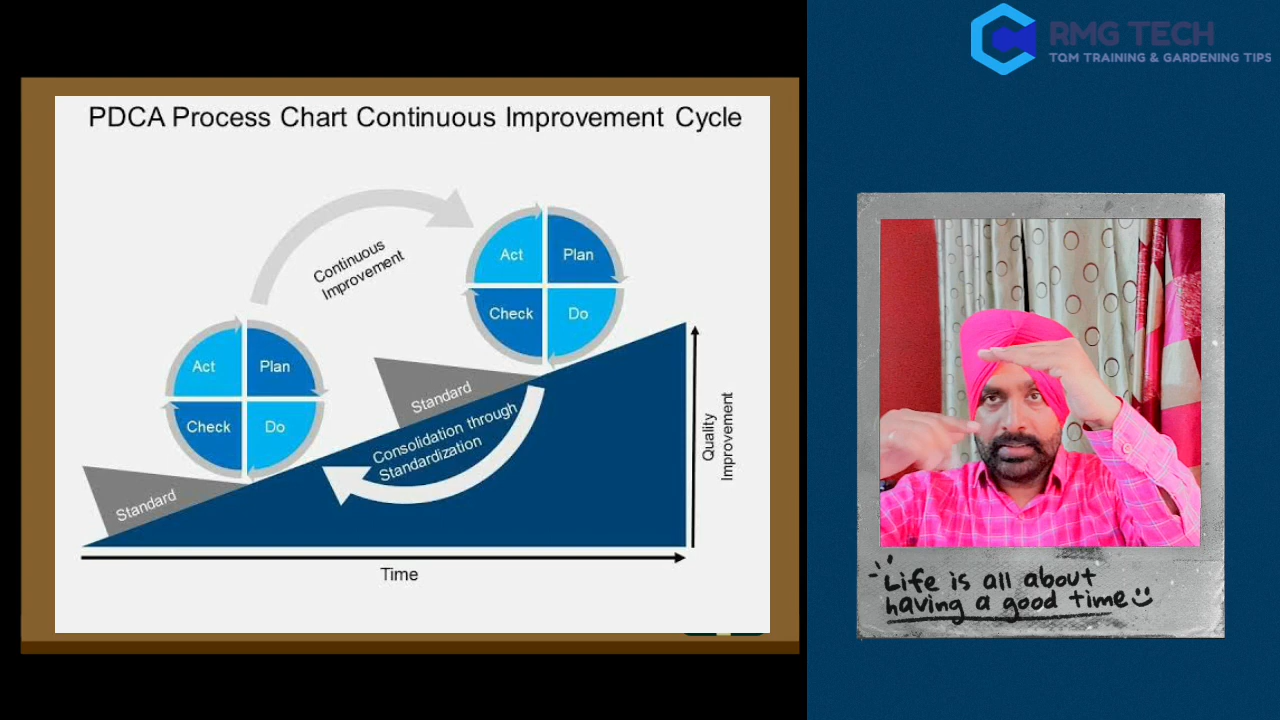 PDCA Process Chart Continuous Improvement Cycle
Continuous
Improvement
Act
Plan
Check
Do
Act
Plan
Check
Do
Standard
Standard
Consolidation through
Standardization
Quality
Improvement
Time
RMG TECH
TQM TRAINING & GARDENING TIPS
Life is all about
having a good time